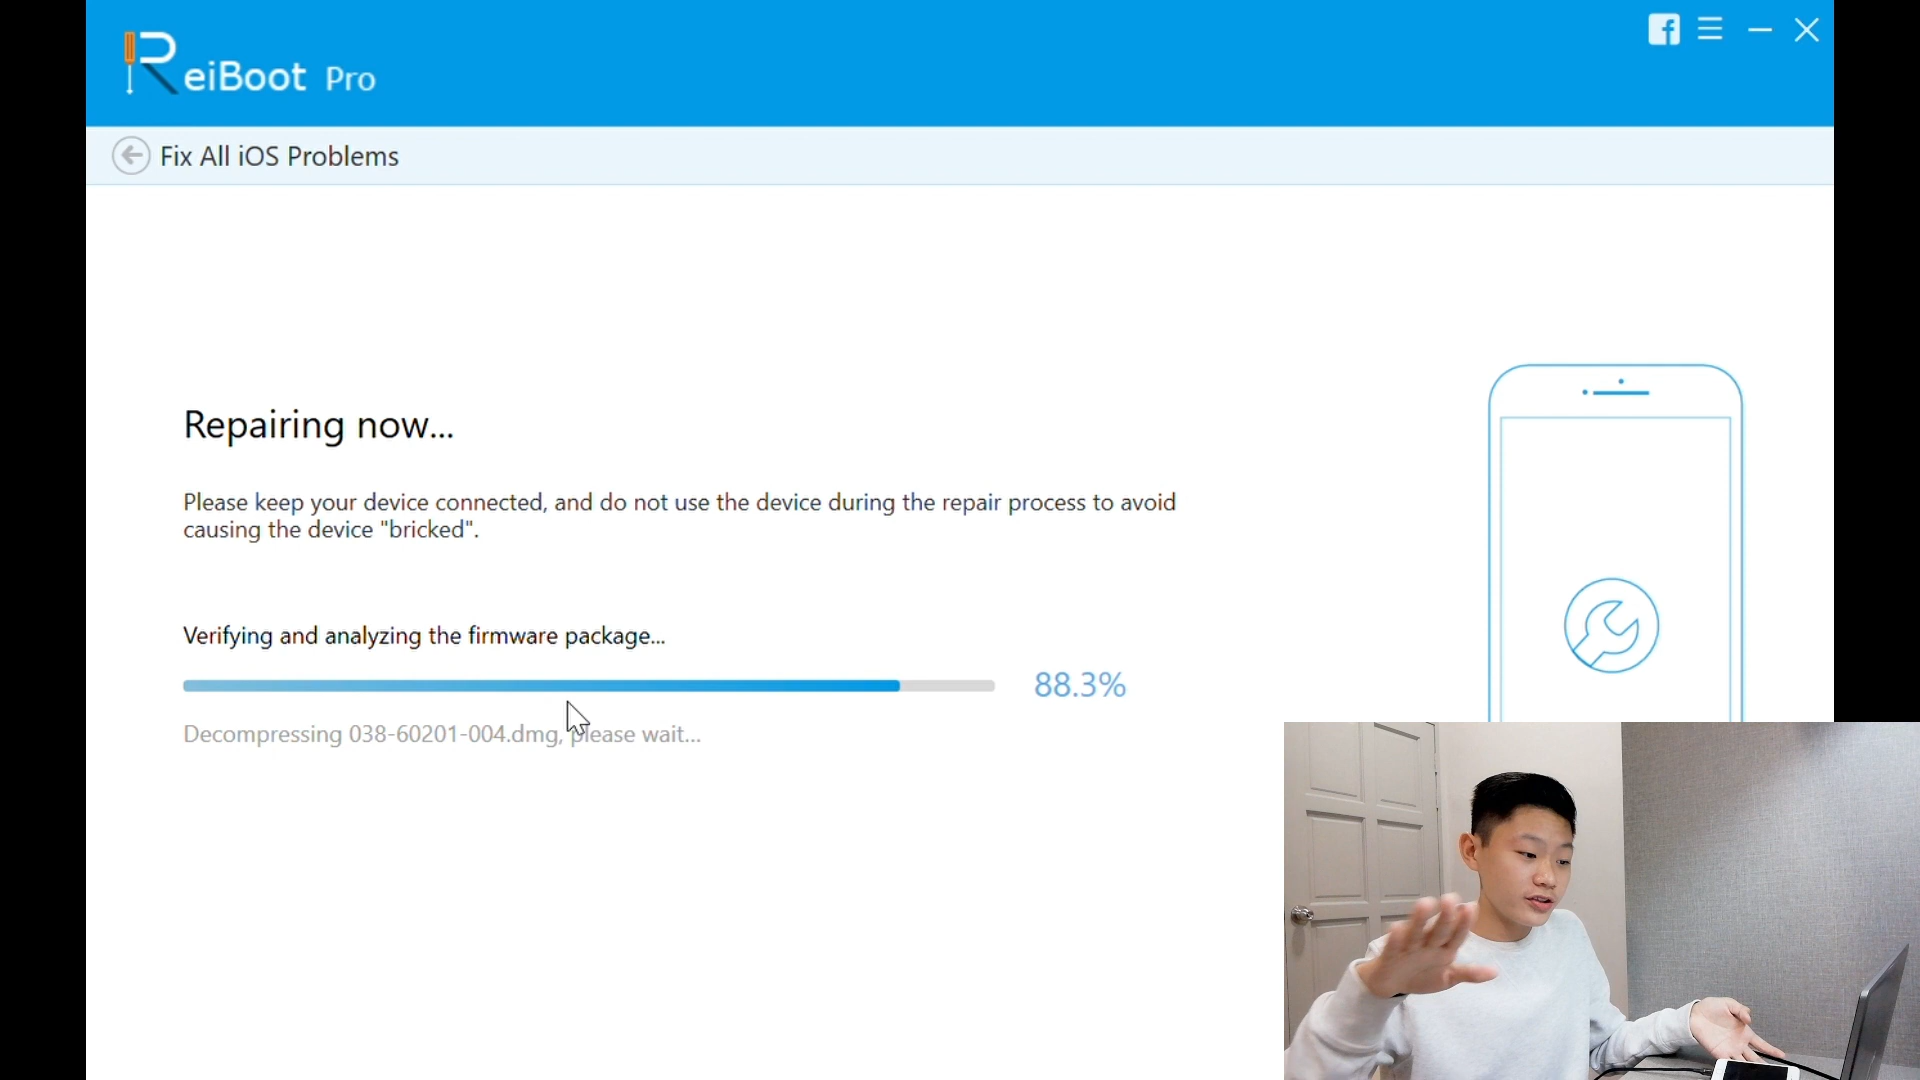 ReiBoot Pro
Fix All iOS Problems
Repairing now...
Please keep your device connected, and do not use the device during the repair process to avoid
causing the device "bricked".
Verifying and analyzing the firmware package...
88.3%
Decompressing 038-60201-004.dmg, please wait...